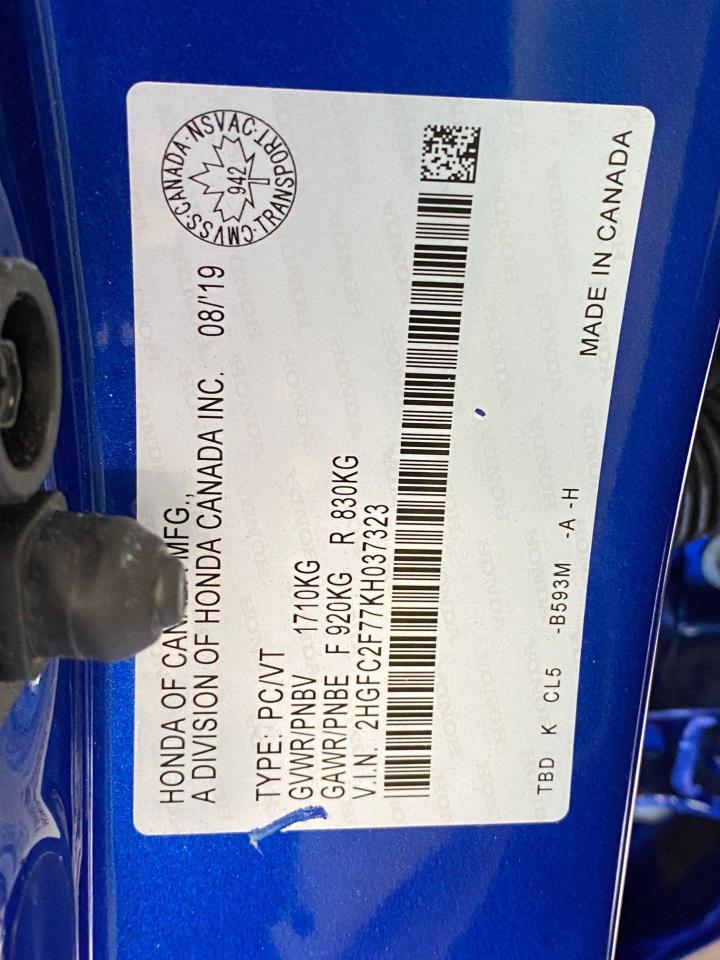 HONDA OF MFG.,
A DIVISION OF HONDA CANADA INC. 08/'19
CMVSS·CANADA·NSVAC·TRANSPORT·
942
TYPE: PC/VT
GVWR/PNBV 1710KG
GAWR/PNBE F 920KG R 830KG
V.I.N. 2HGFC2F77KH037323
TBD K CL5 -B593M -A -H
MADE IN CANADA